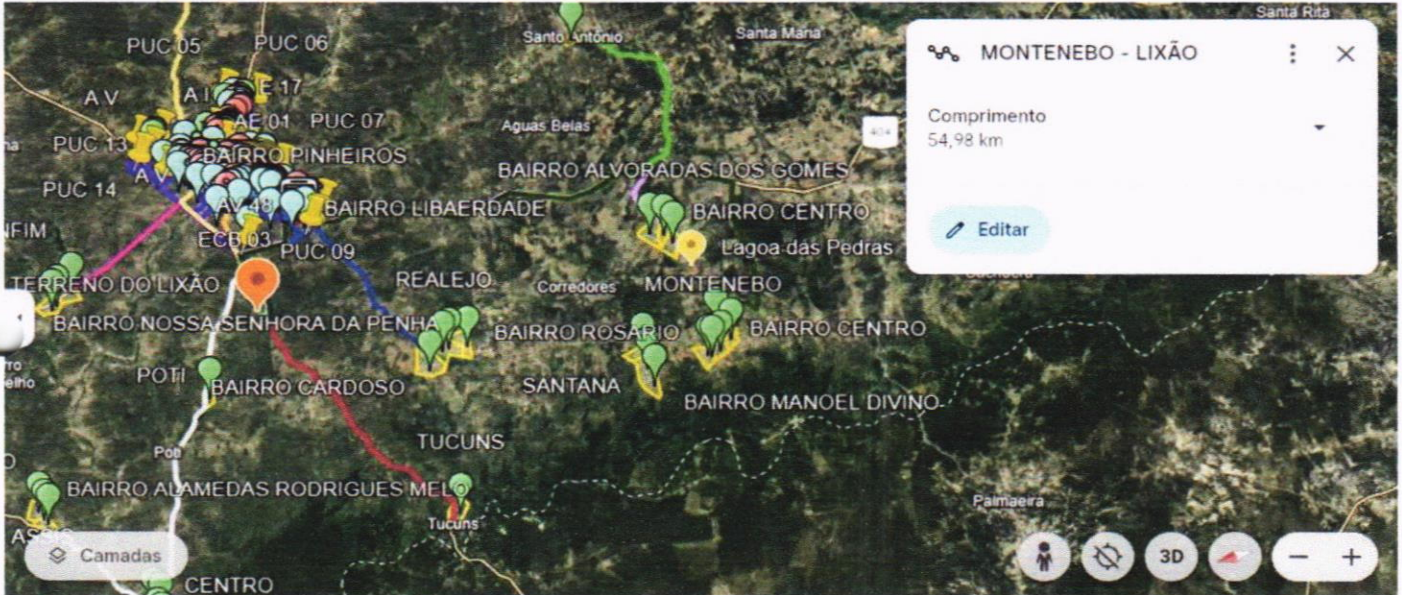 Santa Rita
PUC 05
PUC 06
Santo Antônio
Santa Maria
MONTENEBO - LIXÃO
A V
A I
E 17
Comprimento
54,98 km
AE 01
PUC 07
Aguas Belas
404
PUC 13
BAIRRO PINHEIROS
BAIRRO ALVORADAS DOS GOMES
A V
PUC 14
AV 48
BAIRRO LIBAERDADE
BAIRRO CENTRO
NFIM
ECB 03
PUC 09
Lagoa das Pedras
Editar
TERRENO DO LIXÃO
REALEJO
Corredores
MONTENEBO
BAIRRO NOSSA SENHORA DA PENHA
BAIRRO ROSÁRIO
BAIRRO CENTRO
POTI
BAIRRO CARDOSO
SANTANA
BAIRRO MANOEL DIVINO
TUCUNS
Poti
BAIRRO ALAMEDAS RODRIGUES MELO
Palmaeira
Tucuns
ASSIS
Camadas
3D
CENTRO